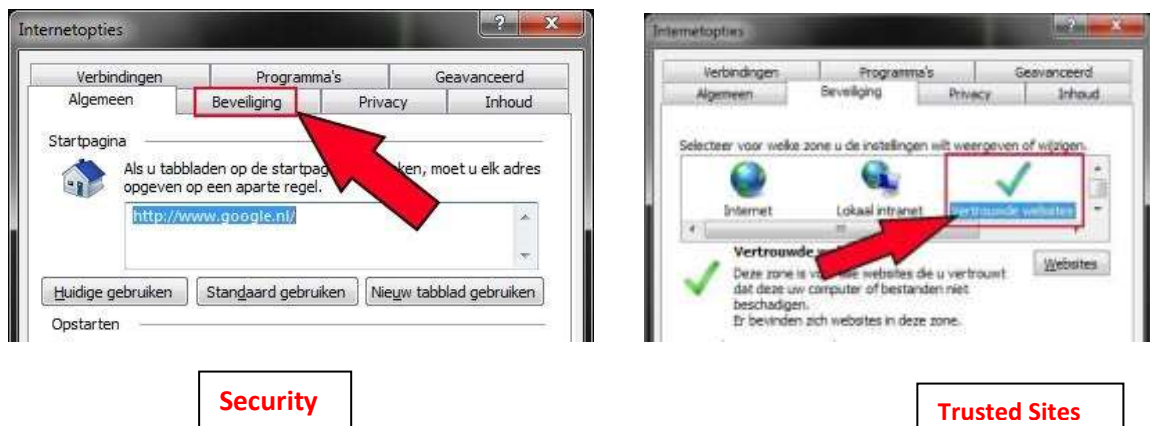 Internetopties
Verbindingen Programma's Geavanceerd
Algemeen Beveiliging Privacy Inhoud
Startpagina
Als u tabbladen op de startpag ken, moet u elk adres
opgeven op een aparte regel.
http://www.google.nl/
Huidige gebruiken Standaard gebruiken Nieuw tabblad gebruiken
Opstarten
Security
Internetopties
Verbindingen Programma's Geavanceerd
Algemeen Beveiliging Privacy Inhoud
Selecteer voor welke zone u de instellingen wilt weergeven of wijzigen.
Internet Lokaal intranet Vertrouwde websites
Vertrouwde
Deze zone is websites die u vertrouwt
dat deze uw computer of bestanden niet
beschadigen.
Er bevinden zich websites in deze zone.
Websites
Trusted Sites